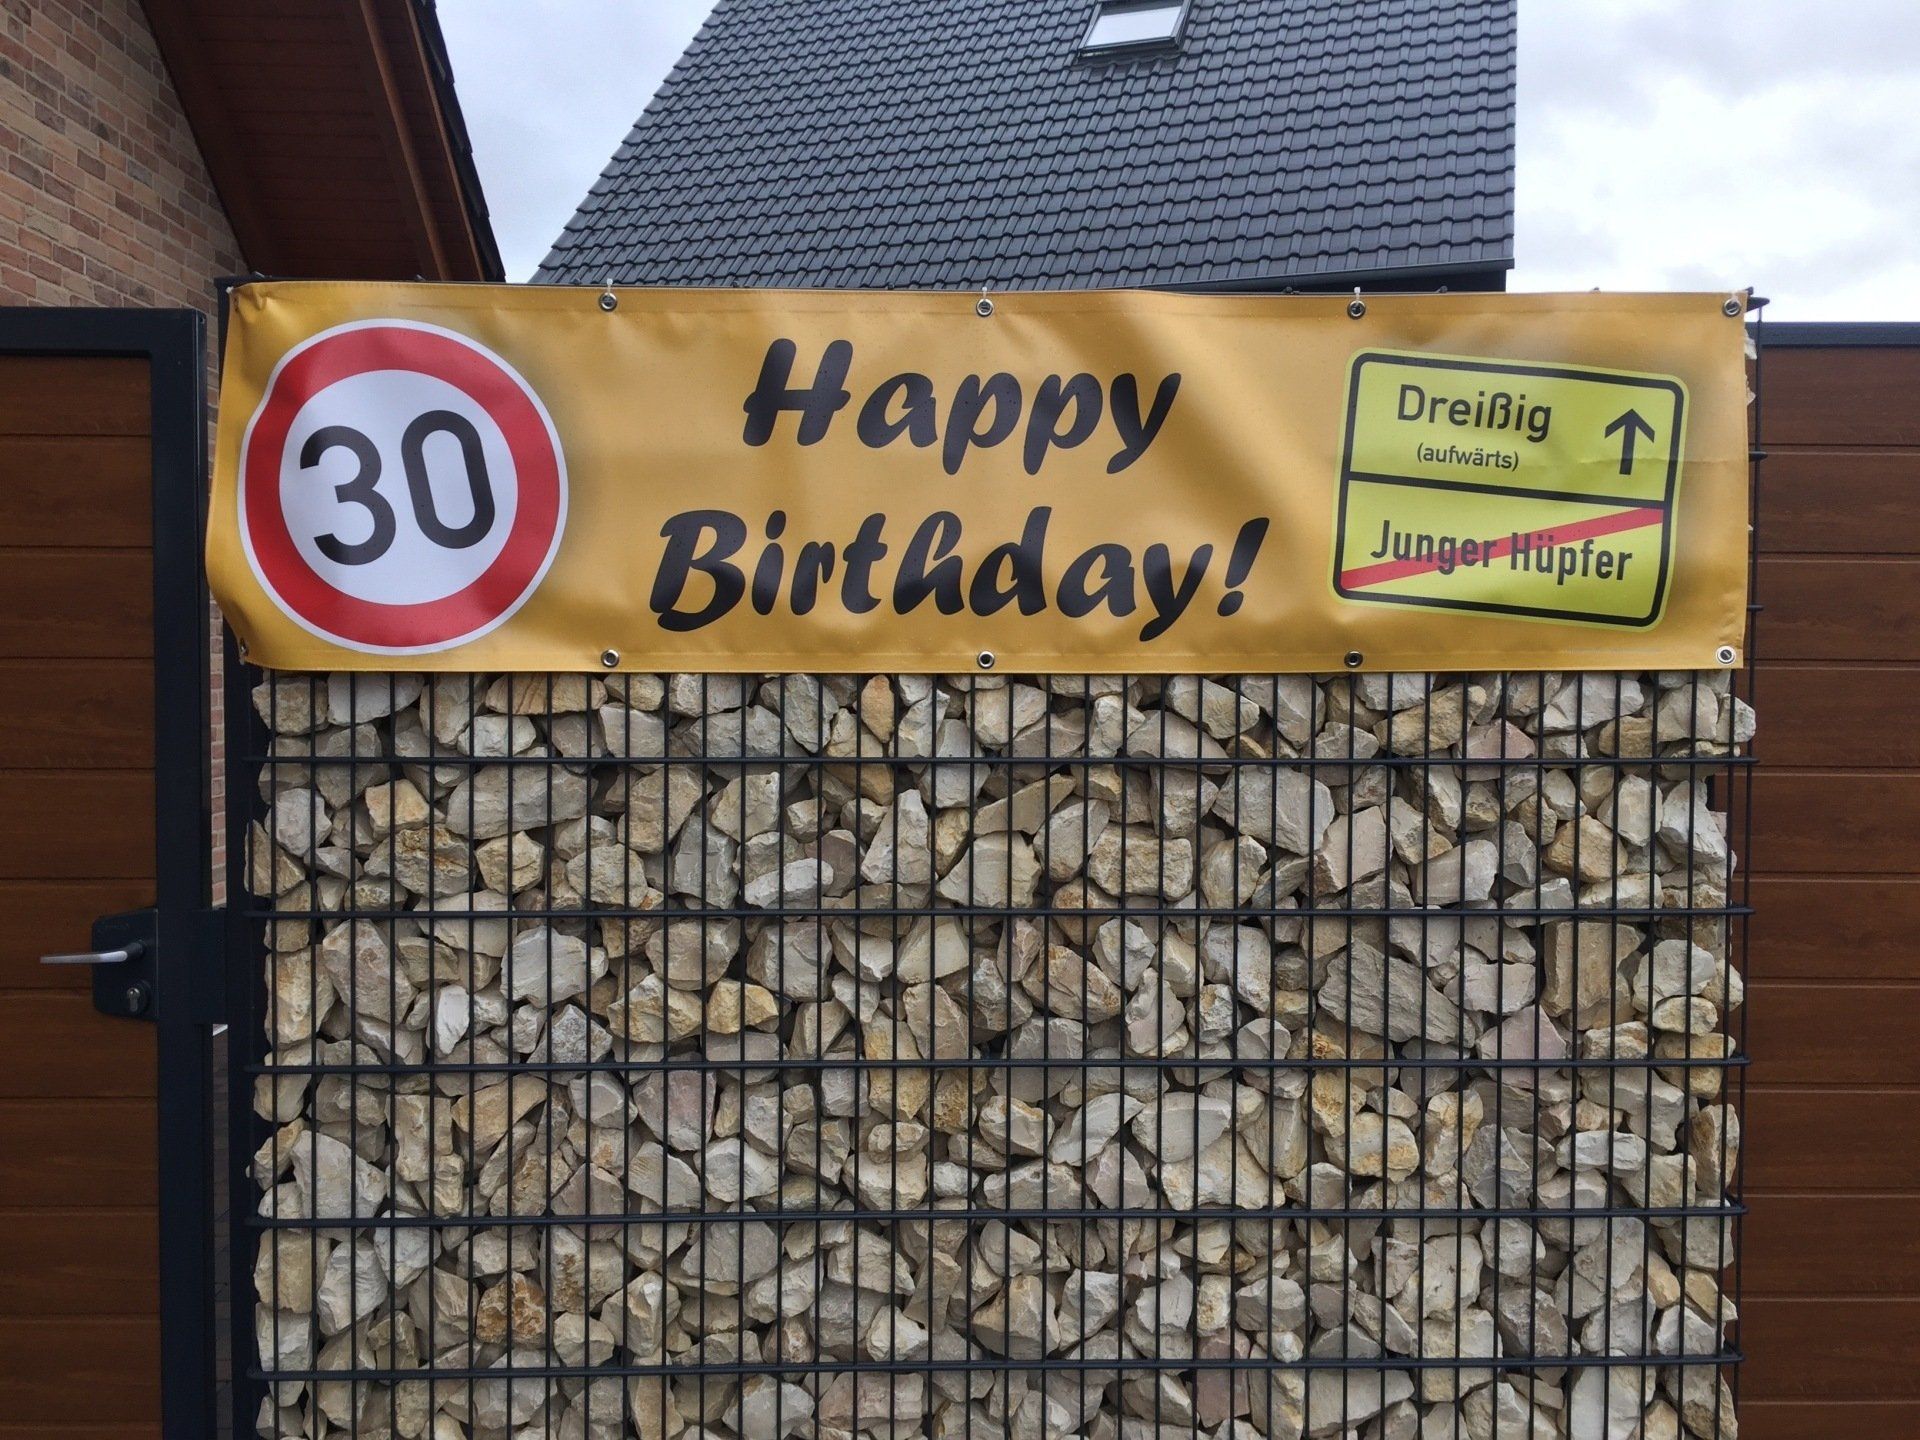 30
Happy
Birthday!
Dreißig
(aufwärts)
Junger Hüpfer